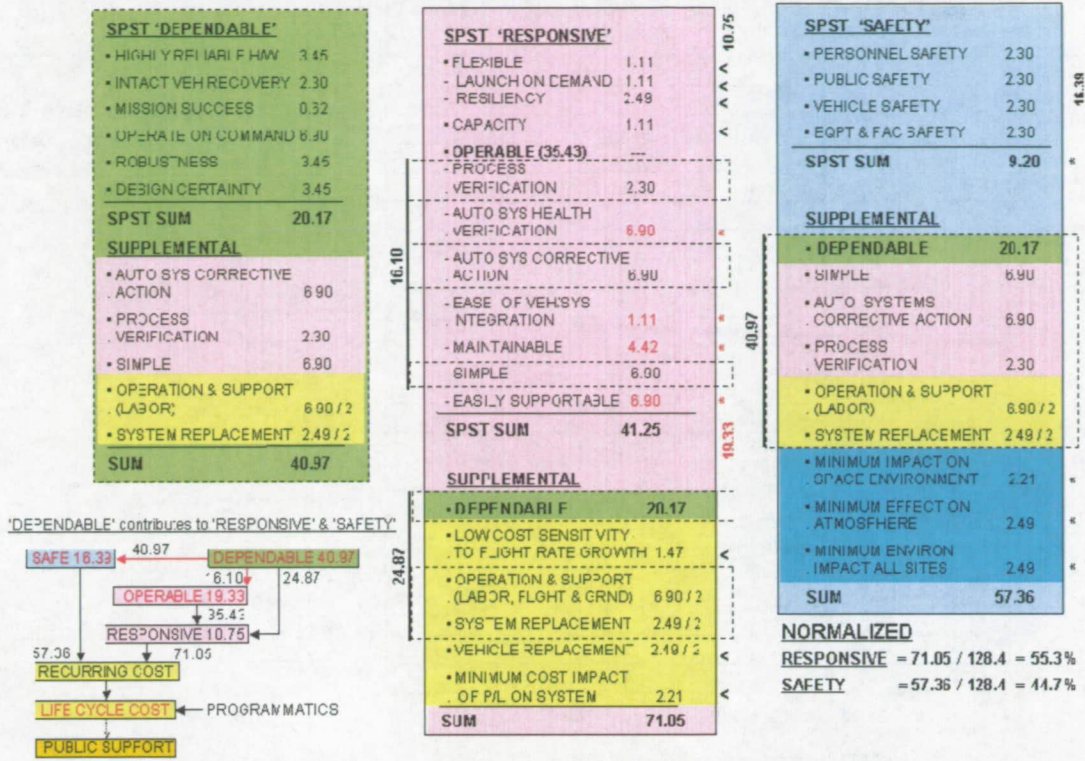 SPST 'DEPENDABLE'
• HIGHLY RELIABLE H/W 3.45
• INTACT VEH RECOVERY 2.30
• MISSION SUCCESS
• OPERATE ON COMMAND 6.90
• ROBUSTNESS 3.45
• DESIGN CERTAINTY 3.45
SPST SUM 20.17
SUPPLEMENTAL
• AUTO SYS CORRECTIVE
. ACTION 6.90
• PROCESS
VERIFICATION 2.30
• SIMPLE 6.90
• OPERATION & SUPPORT
. (LABOR) 6.90 / 2
• SYSTEM REPLACEMENT 2.49 / 2
SUM 40.97
'DEPENDABLE' contributes to 'RESPONSIVE' & 'SAFETY'
SAFE 16.39
40.97
DEPENDABLE 40.97
16.10
24.87
OPERABLE 19.33
35.43
RESPONSIVE 10.75
57.36
71.05
RECURRING COST
LIFE CYCLE COST
PROGRAMMATICS
PUBLIC SUPPORT
SPST 'RESPONSIVE'
• FLEXIBLE 1.11
- LAUNCH ON DEMAND 1.11
- RESILIENCY 2.49
• CAPACITY 1.11
• OPERABLE (35.43) ---
- PROCESS
VERIFICATION 2.30
- AUTO SYS HEALTH
VERIFICATION 6.90 *
- AUTO SYS CORRECTIVE
ACTION 6.90
- EASE OF VEH/SYS
INTEGRATION 1.11 *
- MAINTAINABLE 4.42 *
SIMPLE 6.90
- EASILY SUPPORTABLE 6.90 *
SPST SUM 41.25
SUPPLEMENTAL
• DEPENDABLE 20.17
• LOW COST SENSITIVITY
. TO FLIGHT RATE GROWTH 1.47 <
• OPERATION & SUPPORT
(LABOR, FLGHT & GRND) 6.90 / 2
• SYSTEM REPLACEMENT 2.49 / 2
• VEHICLE REPLACEMENT 2.49 / 2 <
• MINIMUM COST IMPACT
OF P/L ON SYSTEM 2.21 <
SUM 71.05
16.10
24.87
10.75
<
<
<
<
19.33
SPST 'SAFETY'
• PERSONNEL SAFETY 2.30
• PUBLIC SAFETY 2.30
• VEHICLE SAFETY 2.30
• EQPT & FAC SAFETY 2.30
SPST SUM 9.20 *
SUPPLEMENTAL
• DEPENDABLE 20.17
• SIMPLE 6.90
• AUTO SYSTEMS
CORRECTIVE ACTION 6.90
• PROCESS
VERIFICATION 2.30
• OPERATION & SUPPORT
. (LABOR) 6.90 / 2
• SYSTEM REPLACEMENT 2.49 / 2
• MINIMUM IMPACT ON
. SPACE ENVIRONMENT 2.21 *
• MINIMUM EFFECT ON
. ATMOSPHERE 2.49 *
• MINIMUM ENVIRON
. IMPACT ALL SITES 2.49 *
SUM 57.36
40.97
16.39
NORMALIZED
RESPONSIVE = 71.05 / 128.4 = 55.3%
SAFETY = 57.36 / 128.4 = 44.7%